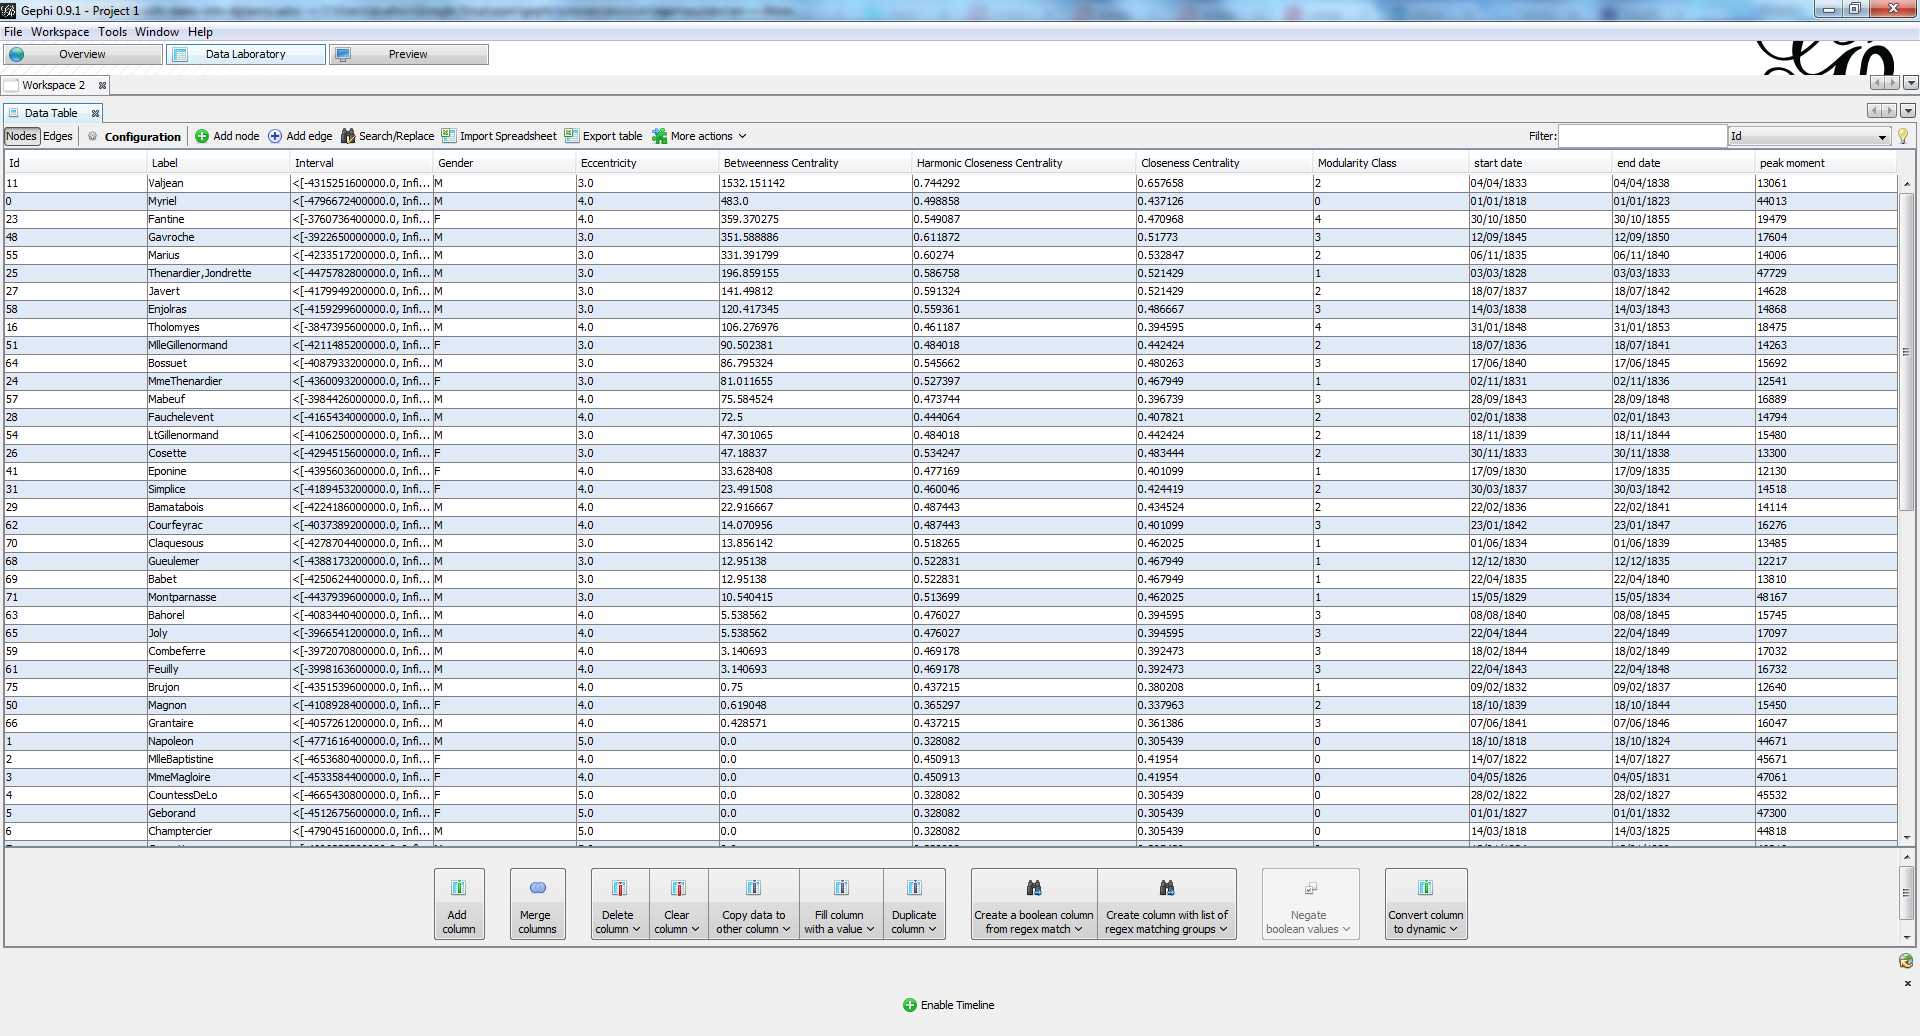 Gephi 0.9.1 - Project 1
File Workspace Tools Window Help
Overview Data Laboratory Preview
Workspace 2
Data Table
Nodes Edges Configuration Add node Add edge Search/Replace Import Spreadsheet Export table More actions Filter: Id
Id Label Interval Gender Eccentricity Betweenness Centrality Harmonic Closeness Centrality Closeness Centrality Modularity Class start date end date peak moment
11 Valjean <[-4315251600000.0, Infi... M 3.0 1532.151142 0.744292 0.657658 2 04/04/1833 04/04/1838 13061
0 Myriel <[-4796672400000.0, Infi... M 4.0 483.0 0.498858 0.437126 0 01/01/1818 01/01/1823 44013
23 Fantine <[-3760736400000.0, Infi... F 4.0 359.370275 0.549087 0.470968 4 30/10/1850 30/10/1855 19479
48 Gavroche <[-3922650000000.0, Infi... M 3.0 351.588886 0.611872 0.51773 3 12/09/1845 12/09/1850 17604
55 Marius <[-4233517200000.0, Infi... M 3.0 331.391799 0.60274 0.532847 2 06/11/1835 06/11/1840 14006
25 Thenardier,Jondrette <[-4475782800000.0, Infi... M 3.0 196.859155 0.586758 0.521429 1 03/03/1828 03/03/1833 47729
27 Javert <[-4179949200000.0, Infi... M 3.0 141.49812 0.591324 0.521429 2 18/07/1837 18/07/1842 14628
58 Enjolras <[-4159299600000.0, Infi... M 3.0 120.417345 0.559361 0.486667 3 14/03/1838 14/03/1843 14868
16 Tholomyes <[-3847395600000.0, Infi... M 4.0 106.276976 0.461187 0.394595 4 31/01/1848 31/01/1853 18475
51 MlleGillenormand <[-4211485200000.0, Infi... F 3.0 90.502381 0.484018 0.442424 2 18/07/1836 18/07/1841 14263
64 Bossuet <[-4087933200000.0, Infi... M 3.0 86.795324 0.545662 0.480263 3 17/06/1840 17/06/1845 15692
24 MmeThenardier <[-4360093200000.0, Infi... F 3.0 81.011655 0.527397 0.467949 1 02/11/1831 02/11/1836 12541
57 Mabeuf <[-3984426000000.0, Infi... M 4.0 75.584524 0.473744 0.396739 3 28/09/1843 28/09/1848 16889
28 Fauchelevent <[-4165434000000.0, Infi... M 4.0 72.5 0.444064 0.407821 2 02/01/1838 02/01/1843 14794
54 LtGillenormand <[-4106250000000.0, Infi... M 3.0 47.301065 0.484018 0.442424 2 18/11/1839 18/11/1844 15480
26 Cosette <[-4294515600000.0, Infi... F 3.0 47.18837 0.534247 0.483444 2 30/11/1833 30/11/1838 13300
41 Eponine <[-4395603600000.0, Infi... F 4.0 33.628408 0.477169 0.401099 1 17/09/1830 17/09/1835 12130
31 Simplice <[-4189453200000.0, Infi... F 4.0 23.491508 0.460046 0.424419 2 30/03/1837 30/03/1842 14518
29 Bamatabois <[-4224186000000.0, Infi... M 4.0 22.916667 0.487443 0.434524 2 22/02/1836 22/02/1841 14114
62 Courfeyrac <[-4037389200000.0, Infi... M 4.0 14.070956 0.487443 0.401099 3 23/01/1842 23/01/1847 16276
70 Claquesous <[-4278704400000.0, Infi... M 3.0 13.856142 0.518265 0.462025 1 01/06/1834 01/06/1839 13485
68 Gueulemer <[-4388173200000.0, Infi... M 3.0 12.95138 0.522831 0.467949 1 12/12/1830 12/12/1835 12217
69 Babet <[-4250624400000.0, Infi... M 3.0 12.95138 0.522831 0.467949 1 22/04/1835 22/04/1840 13810
71 Montparnasse <[-4437939600000.0, Infi... M 3.0 10.540415 0.513699 0.462025 1 15/05/1829 15/05/1834 48167
63 Bahorel <[-4083440400000.0, Infi... M 4.0 5.538562 0.476027 0.394595 3 08/08/1840 08/08/1845 15745
65 Joly <[-3966541200000.0, Infi... M 4.0 5.538562 0.476027 0.394595 3 22/04/1844 22/04/1849 17097
59 Combeferre <[-3972070800000.0, Infi... M 4.0 3.140693 0.469178 0.392473 3 18/02/1844 18/02/1849 17032
61 Feuilly <[-3998163600000.0, Infi... M 4.0 3.140693 0.469178 0.392473 3 22/04/1843 22/04/1848 16732
75 Brujon <[-4351539600000.0, Infi... M 4.0 0.75 0.437215 0.380208 1 09/02/1832 09/02/1837 12640
50 Magnon <[-4108928400000.0, Infi... F 4.0 0.619048 0.365297 0.337963 2 18/10/1839 18/10/1844 15450
66 Grantaire <[-4057261200000.0, Infi... M 4.0 0.428571 0.437215 0.361386 3 07/06/1841 07/06/1846 16047
1 Napoleon <[-4771616400000.0, Infi... M 5.0 0.0 0.328082 0.305439 0 18/10/1818 18/10/1824 44671
2 MlleBaptistine <[-4653680400000.0, Infi... F 4.0 0.0 0.450913 0.41954 0 14/07/1822 14/07/1827 45671
3 MmeMagloire <[-4533584400000.0, Infi... F 4.0 0.0 0.450913 0.41954 0 04/05/1826 04/05/1831 47061
4 CountessDeLo <[-4665430800000.0, Infi... F 5.0 0.0 0.328082 0.305439 0 28/02/1822 28/02/1827 45532
5 Geborand <[-4512675600000.0, Infi... F 5.0 0.0 0.328082 0.305439 0 01/01/1827 01/01/1832 47300
6 Champtercier <[-4790451600000.0, Infi... M 5.0 0.0 0.328082 0.305439 0 14/03/1818 14/03/1825 44818
Add column
Merge columns
Delete column
Clear column
Copy data to other column
Fill column with a value
Duplicate column
Create a boolean column from regex match
Create column with list of regex matching groups
Negate boolean values
Convert column to dynamic
Enable Timeline